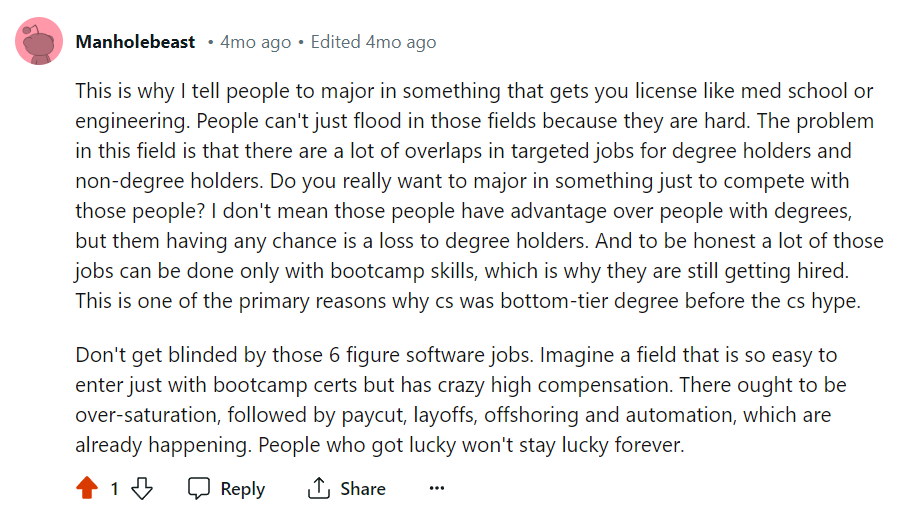 Manholebeast • 4mo ago • Edited 4mo ago
This is why I tell people to major in something that gets you license like med school or
engineering. People can't just flood in those fields because they are hard. The problem
in this field is that there are a lot of overlaps in targeted jobs for degree holders and
non-degree holders. Do you really want to major in something just to compete with
those people? I don't mean those people have advantage over people with degrees,
but them having any chance is a loss to degree holders. And to be honest a lot of those
jobs can be done only with bootcamp skills, which is why they are still getting hired.
This is one of the primary reasons why cs was bottom-tier degree before the cs hype.
Don't get blinded by those 6 figure software jobs. Imagine a field that is so easy to
enter just with bootcamp certs but has crazy high compensation. There ought to be
over-saturation, followed by paycut, layoffs, offshoring and automation, which are
already happening. People who got lucky won't stay lucky forever.
1 Reply Share ···